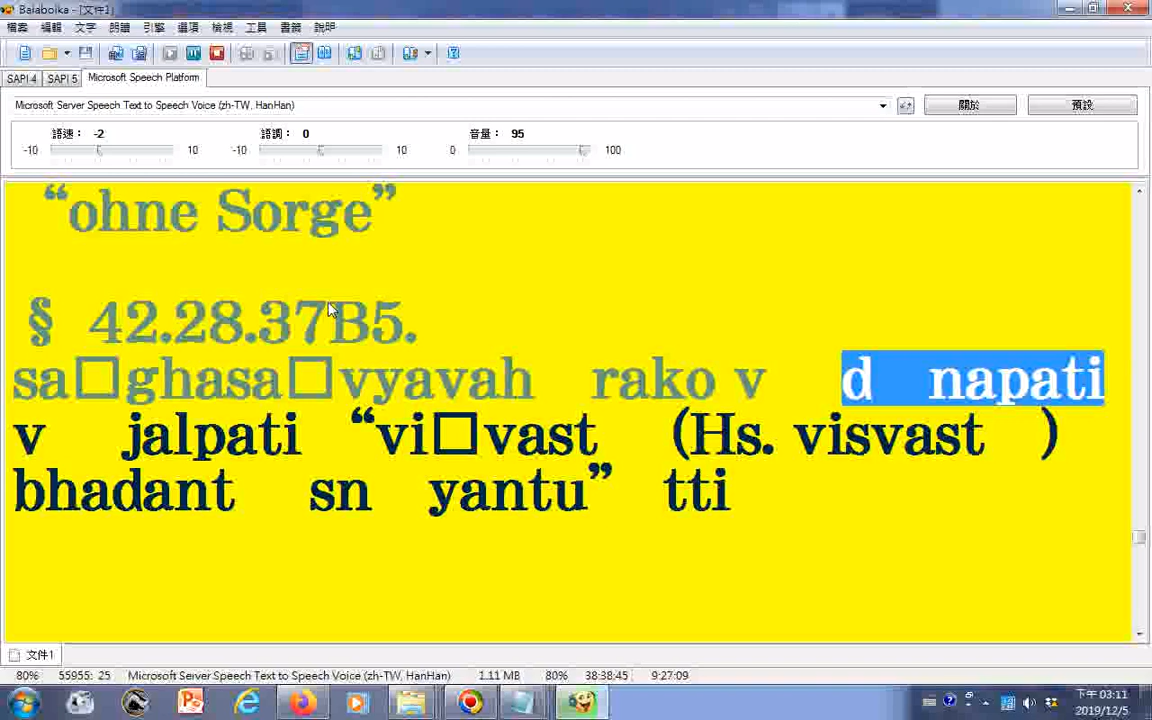 Balabolka - [文件1]
檔案 編輯 文字 朗讀 引擎 選項 檢視 工具 書籤 說明
SAPI 4 SAPI 5 Microsoft Speech Platform
Microsoft Server Speech Text to Speech Voice (zh-TW, HanHan) 關於 預設
語速： -2 語調： 0 音量： 95
-10 10 -10 10 0 100
“ohne Sorge”
§ 42.28.37B5.
sa□ghasa□vyavah rako v d napati
v jalpati “vi□vast (Hs. visvast )
bhadant sn yantu” tti
文件1
80% 55955: 25 Microsoft Server Speech Text to Speech Voice (zh-TW, HanHan) 1.11 MB 80% 38:38:45 9:27:09
下午 03:11
2019/12/5